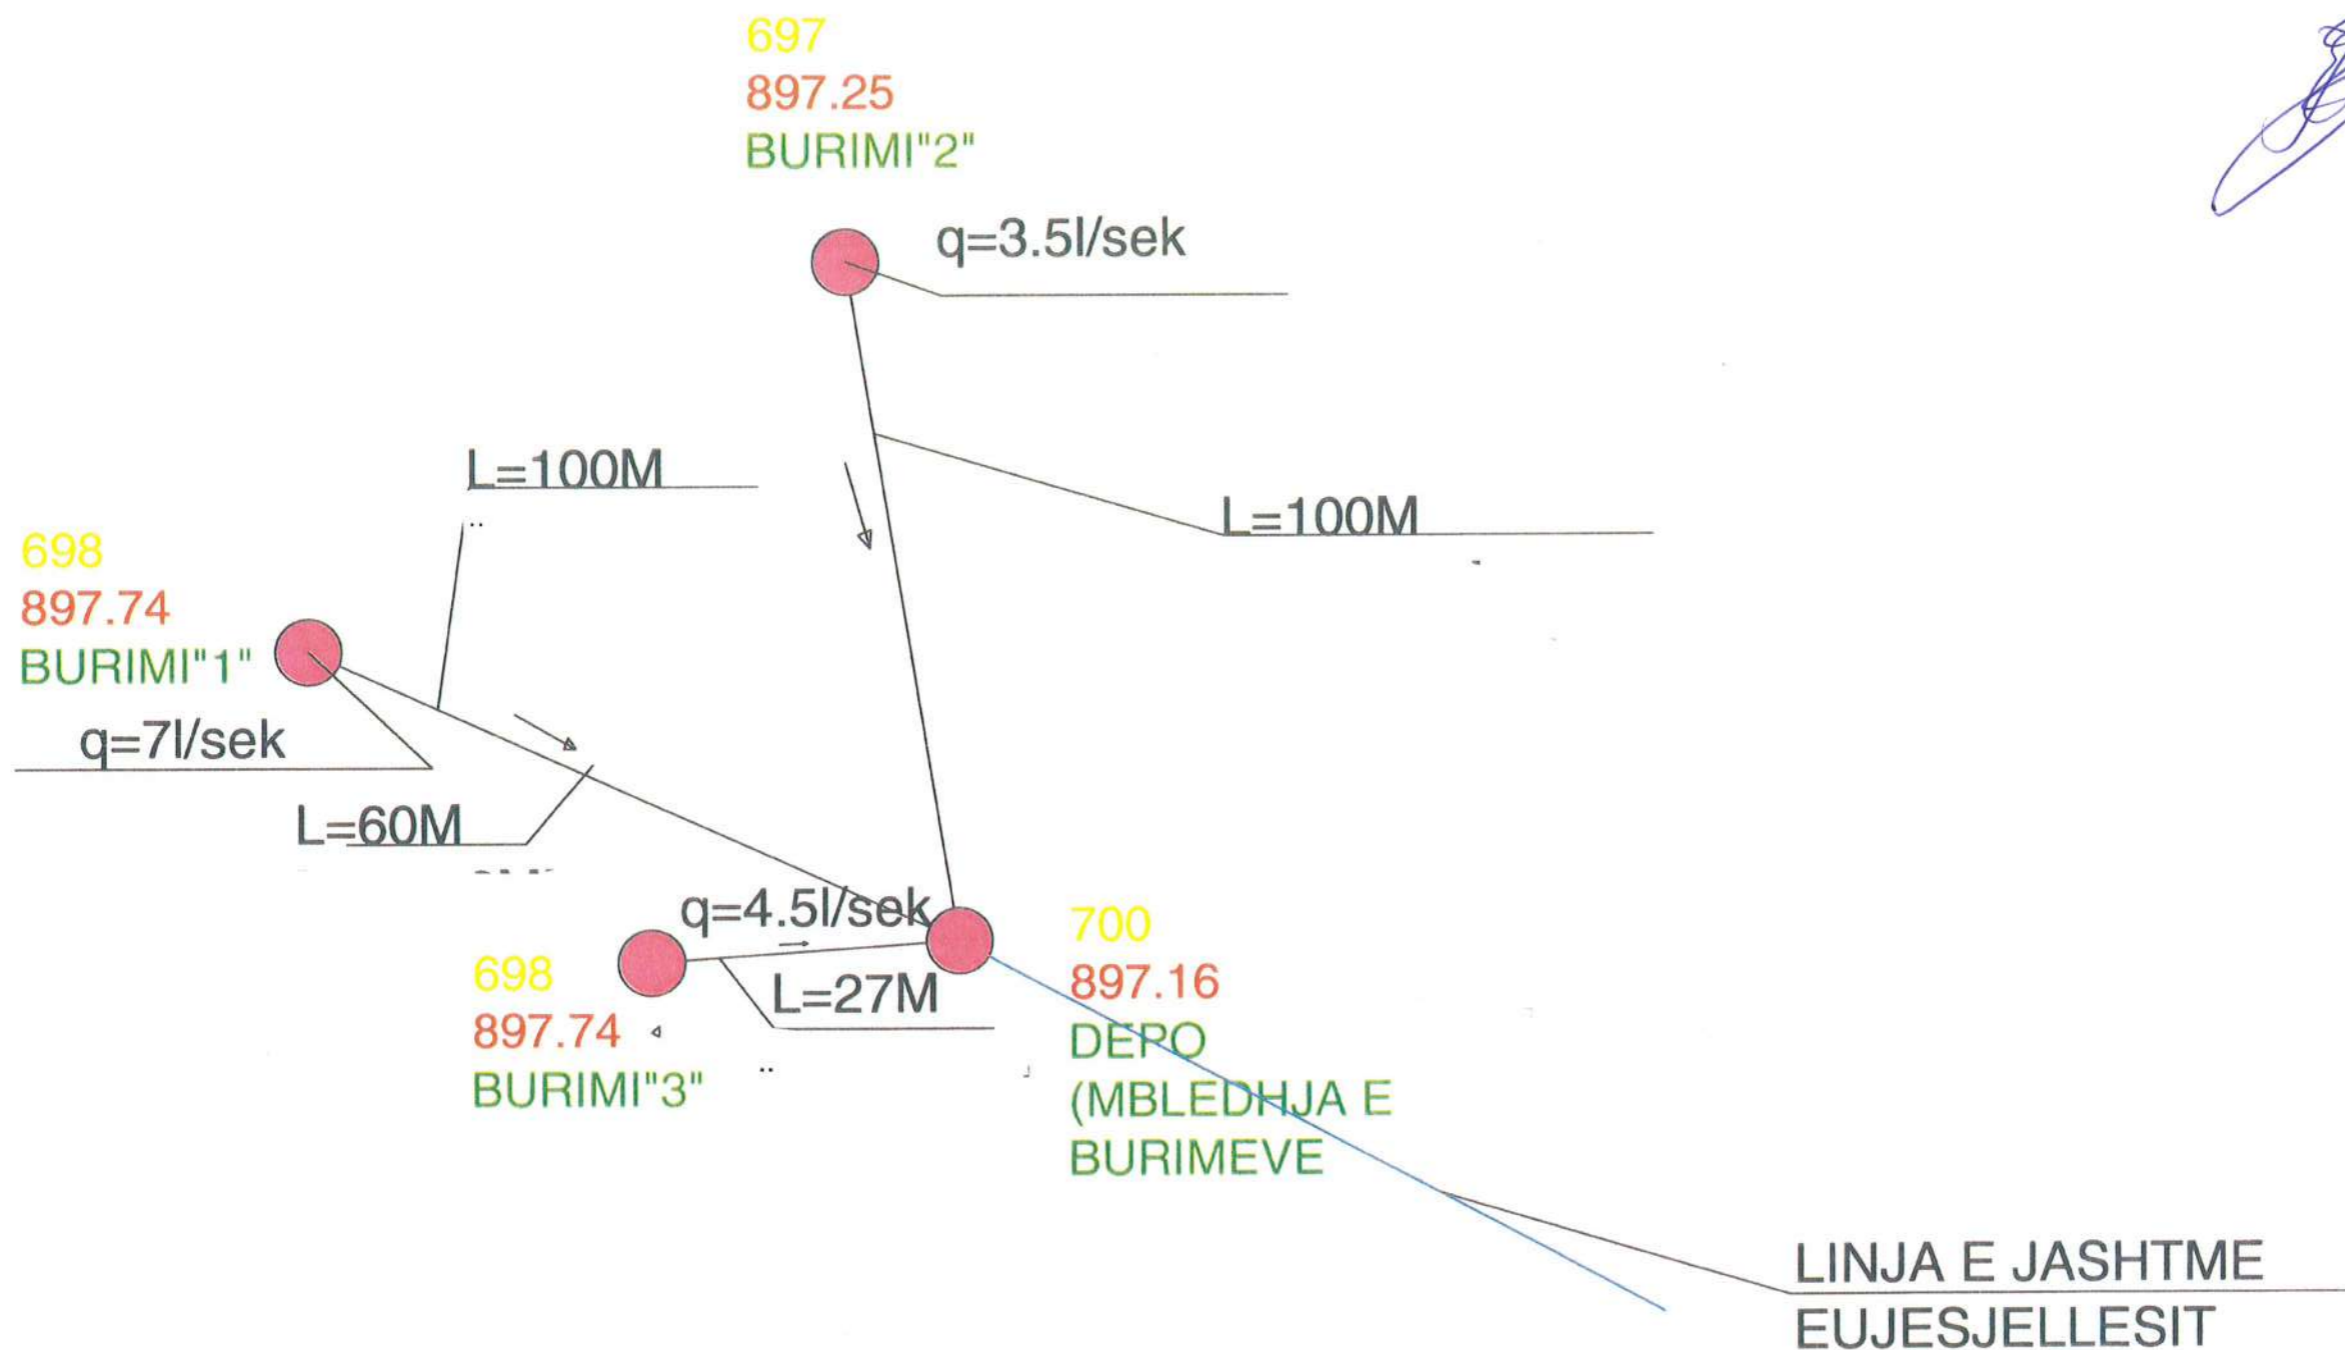 697
897.25
BURIMI"2"
q=3.5l/sek
L=100M
L=100M
698
897.74
BURIMI"1"
q=7l/sek
L=60M
q=4.5l/sek
698
897.74
BURIMI"3"
L=27M
700
897.16
DEPO
(MBLEDHJA E
BURIMEVE
LINJA E JASHTME
EUJESJELLESIT